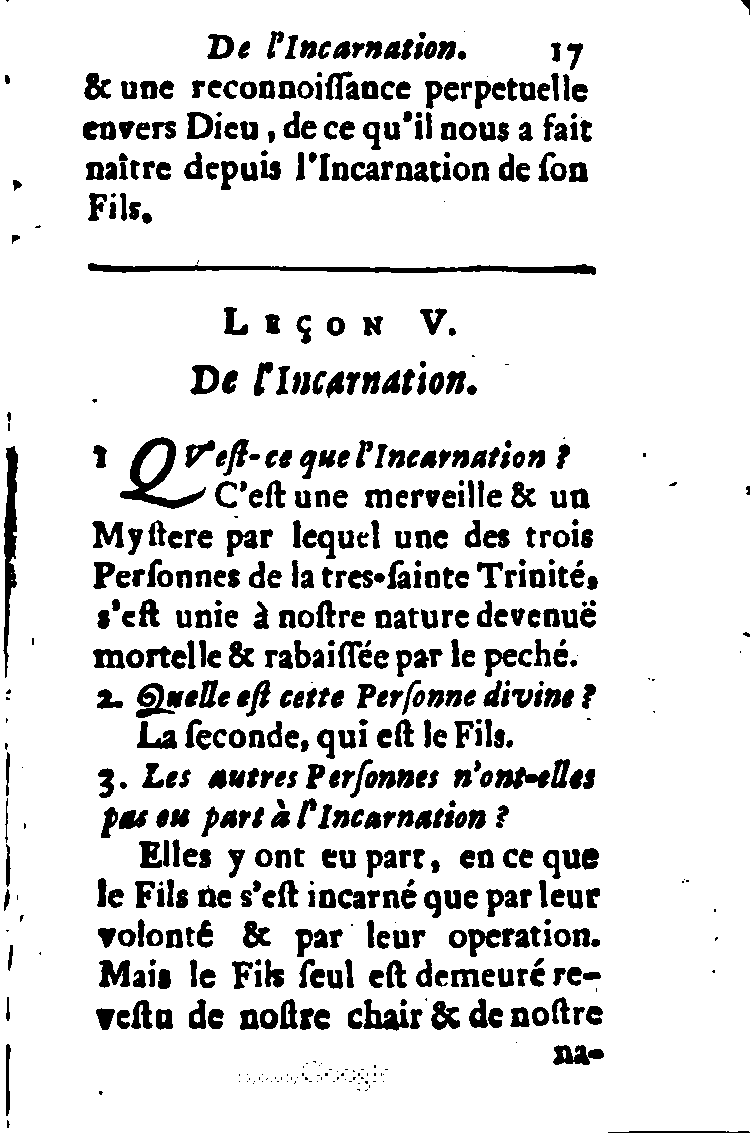 De l'Incarnation. 17
& une reconnoiſſance perpetuelle
envers Dieu, de ce qu'il nous a fait
naître depuis l'Incarnation de ſon
Fils.
LEÇON V.
De l'Incarnation.
1 QV'eſt-ce que l'Incarnation ?
C'eſt une merveille & un
Myſtere par lequel une des trois
Perſonnes de la tres-ſainte Trinité,
s'eſt unie à noſtre nature devenuë
mortelle & rabaiſſée par le peché.
2. Quelle eſt cette Perſonne divine ?
La ſeconde, qui eſt le Fils.
3. Les autres Perſonnes n'ont-elles
pas eu part à l'Incarnation ?
Elles y ont eu part, en ce que
le Fils ne s'eſt incarné que par leur
volonté & par leur operation.
Mais le Fils ſeul eſt demeuré re-
veſtu de noſtre chair & de noſtre
na-
Google